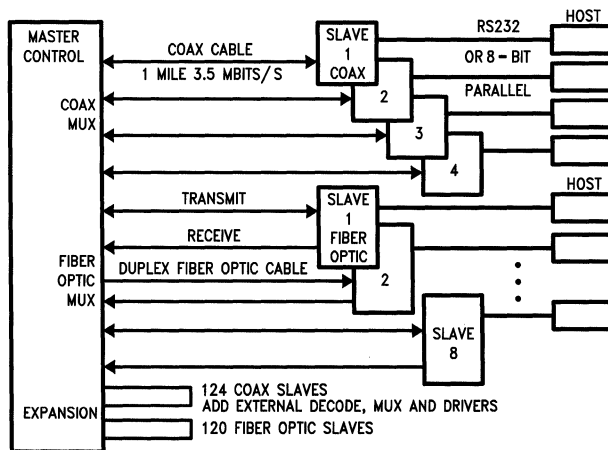 MASTER CONTROL
COAX CABLE
1 MILE 3.5 MBITS/S
SLAVE
1
COAX
RS232
HOST
OR 8-BIT
PARALLEL
COAX
MUX
2
3
4
TRANSMIT
RECEIVE
SLAVE
1
FIBER
OPTIC
HOST
FIBER
OPTIC
MUX
DUPLEX FIBER OPTIC CABLE
2
SLAVE
8
EXPANSION
124 COAX SLAVES
ADD EXTERNAL DECODE, MUX AND DRIVERS
120 FIBER OPTIC SLAVES